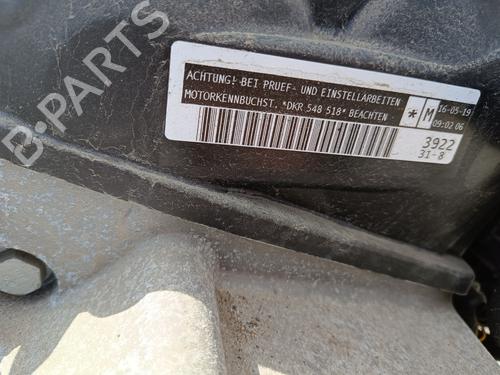 B-PARTS
ACHTUNG! BEI PRUEF- UND EINSTELLARBEITEN
MOTORKENNBUCHST. *DKR 548 518* BEACHTEN
* M
16-05-19
09:02 06
3922
31-8